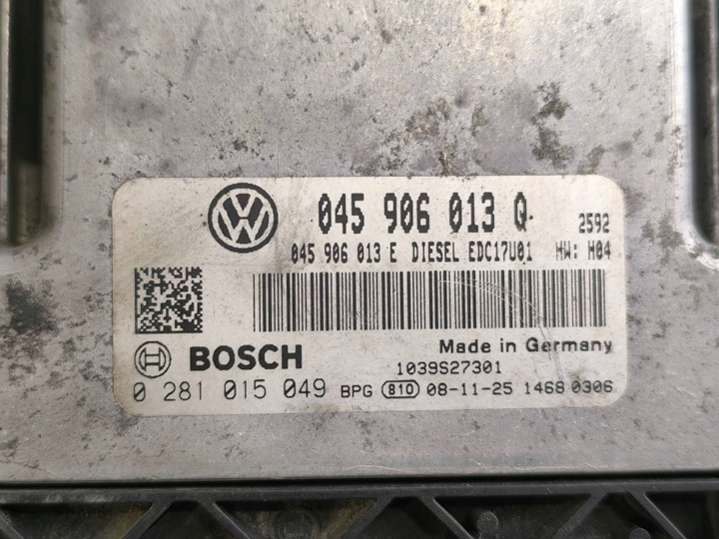 045 906 013 Q 2592
045 906 013 E DIESEL EDC17U01 HW: H04
BOSCH Made in Germany
1039S27301
0 281 015 049 BPG 810 08-11-25 1468 0306